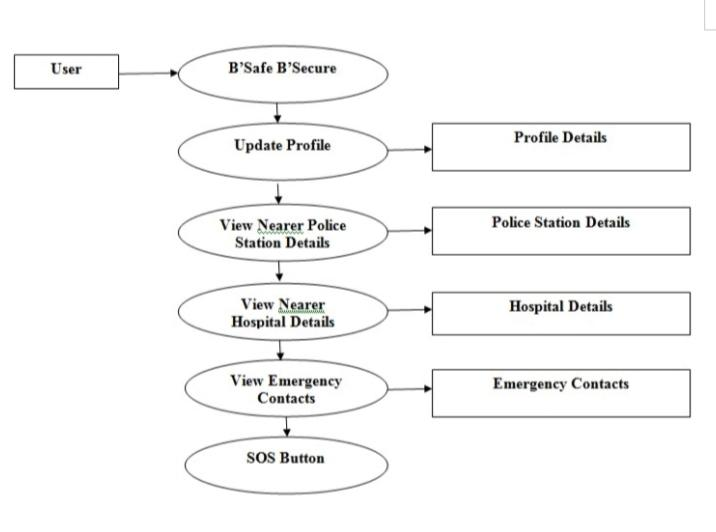 User
B'Safe B'Secure
Update Profile
Profile Details
View Nearer Police
Station Details
Police Station Details
View Nearer
Hospital Details
Hospital Details
View Emergency
Contacts
Emergency Contacts
SOS Button